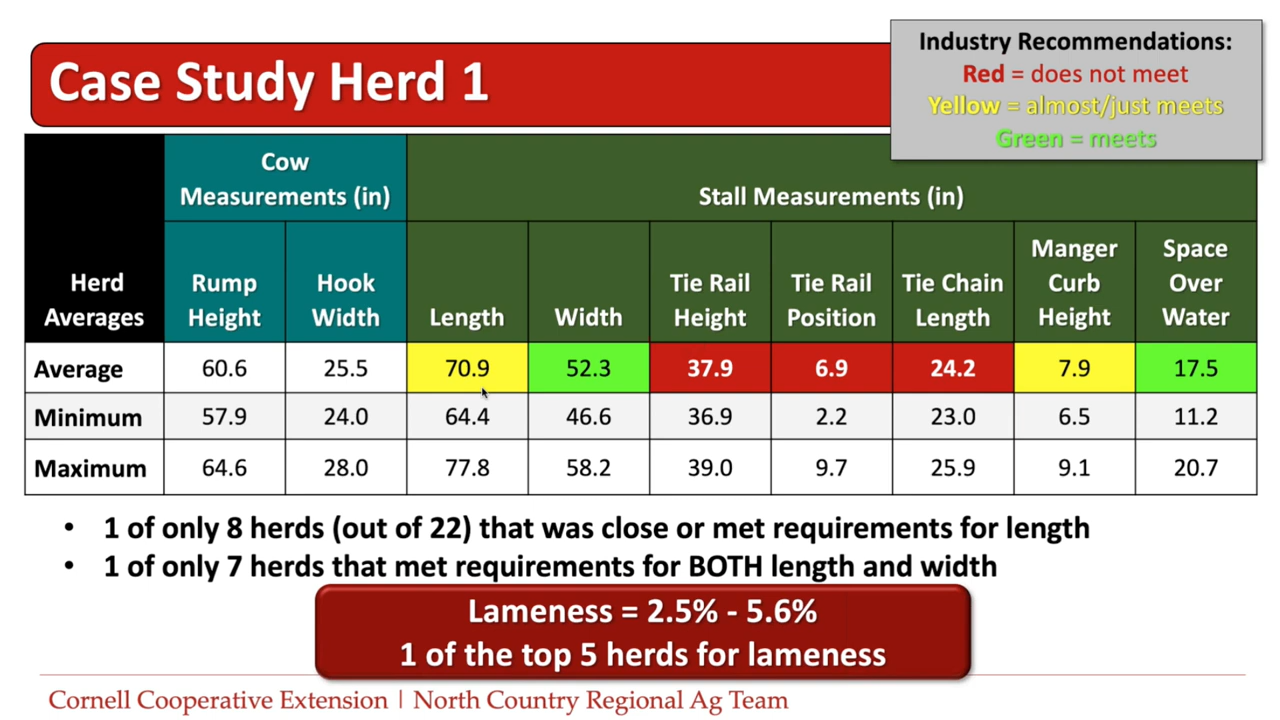 Industry Recommendations:
Red = does not meet
Yellow = almost/just meets
Green = meets
Case Study Herd 1
Cow
Measurements (in)
Stall Measurements (in)
Herd
Averages
Rump
Height
Hook
Width
Length
Width
Tie Rail
Height
Tie Rail
Position
Tie Chain
Length
Manger
Curb
Height
Space
Over
Water
Average 60.6 25.5 70.9 52.3 37.9 6.9 24.2 7.9 17.5
Minimum 57.9 24.0 64.4 46.6 36.9 2.2 23.0 6.5 11.2
Maximum 64.6 28.0 77.8 58.2 39.0 9.7 25.9 9.1 20.7
• 1 of only 8 herds (out of 22) that was close or met requirements for length
• 1 of only 7 herds that met requirements for BOTH length and width
Lameness = 2.5% - 5.6%
1 of the top 5 herds for lameness
Cornell Cooperative Extension | North Country Regional Ag Team